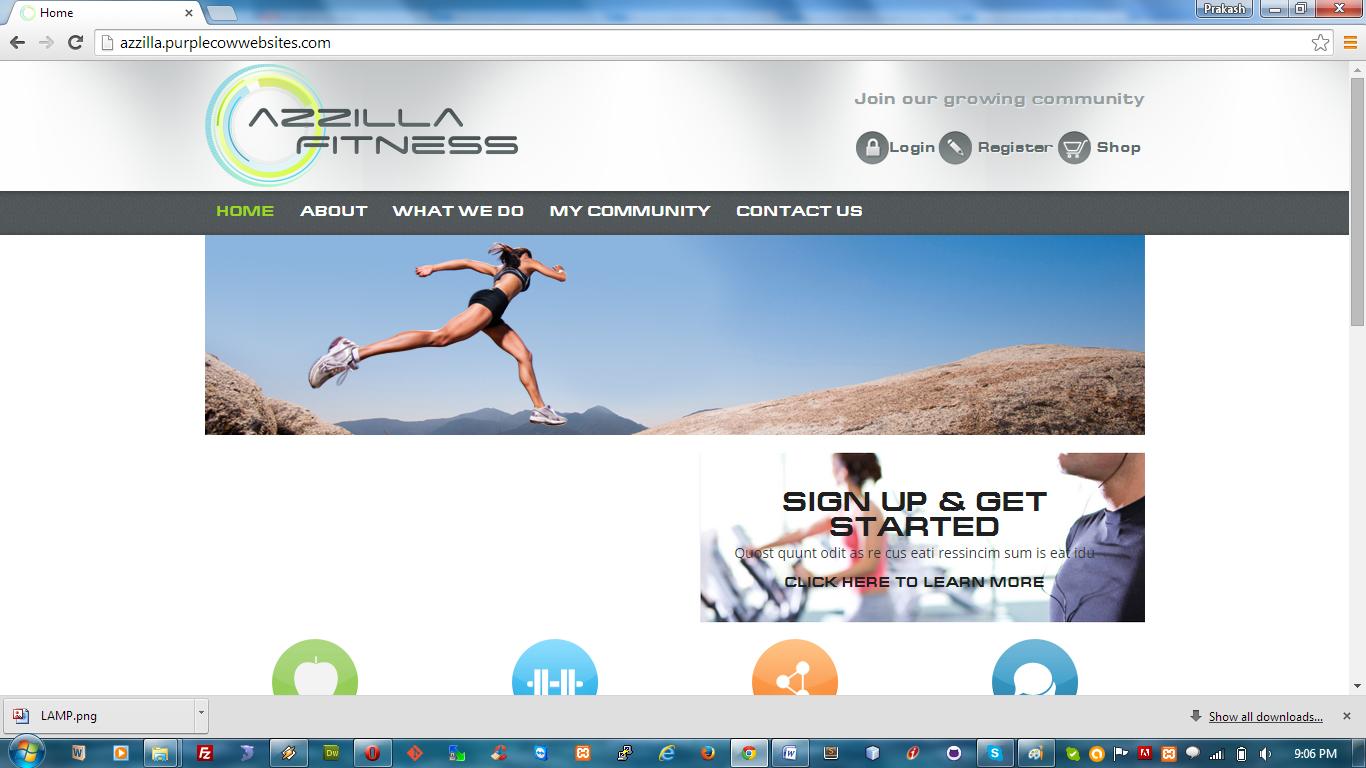 Home
Prakash
azzilla.purplecowwebsites.com
AZZILLA
FITNESS
Join our growing community
Login Register Shop
HOME ABOUT WHAT WE DO MY COMMUNITY CONTACT US
SIGN UP & GET
STARTED
Quost quunt odit as re cus eati ressincim sum is eat idu
CLICK HERE TO LEARN MORE
LAMP.png
Show all downloads...
9:06 PM